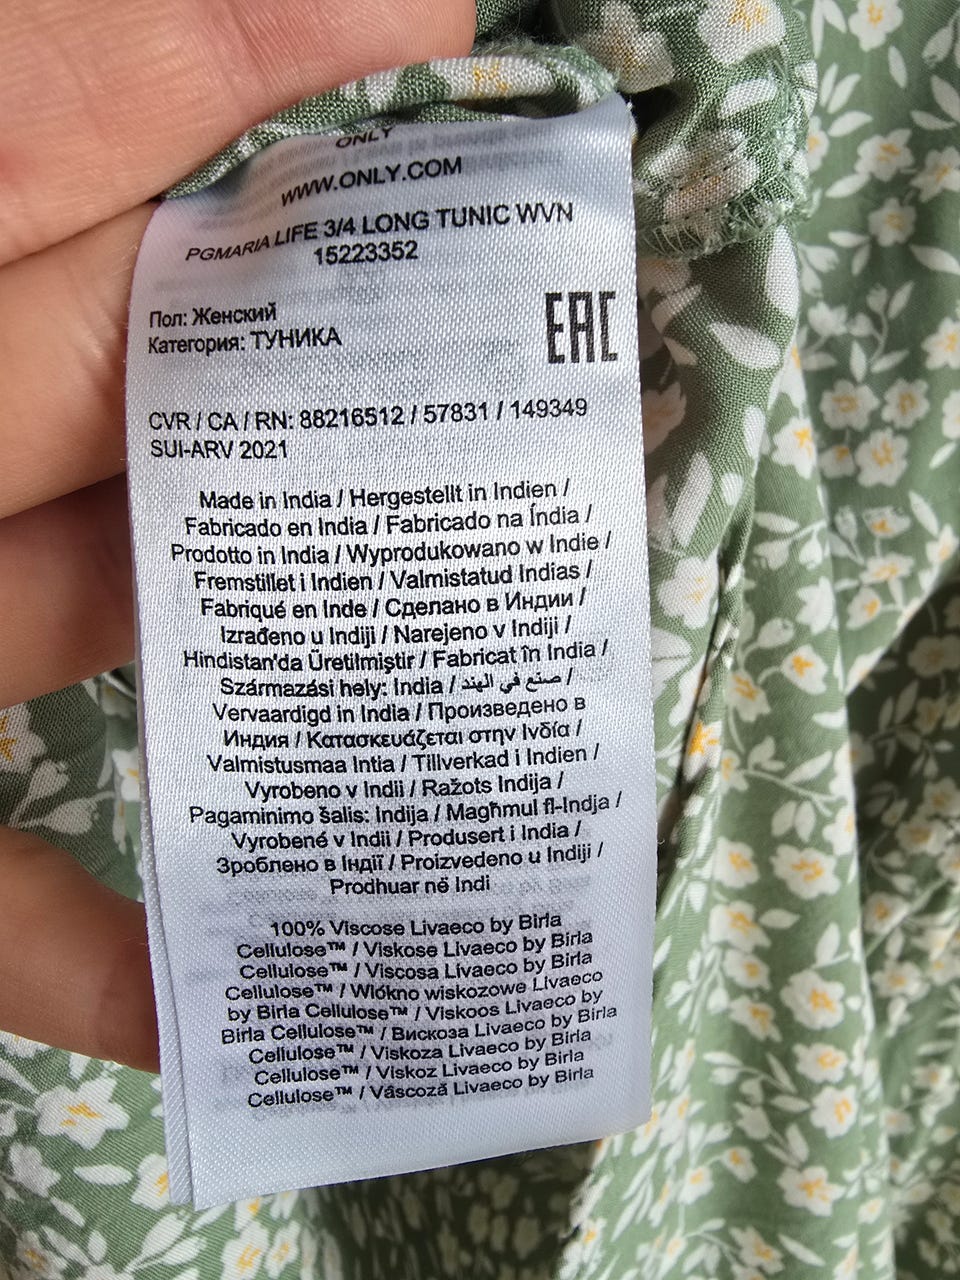 ONLY
WWW.ONLY.COM
PGMARIA LIFE 3/4 LONG TUNIC WVN
15223352
Пол: Женский
Категория: ТУНИКА
EAC
CVR / CA / RN: 88216512 / 57831 / 149349
SUI-ARV 2021
Made in India / Hergestellt in Indien /
Fabricado en India / Fabricado na Índia /
Prodotto in India / Wyprodukowano w Indie /
Fremstillet i Indien / Valmistatud Indias /
Fabriqué en Inde / Сделано в Индии /
Izrađeno u Indiji / Narejeno v Indiji /
Hindistan'da Üretilmiştir / Fabricat în India /
Származási hely: India / صنع في الهند /
Vervaardigd in India / Произведено в
Индия / Κατασκευάζεται στην Ινδία /
Valmistusmaa Intia / Tillverkad i Indien /
Vyrobeno v Indii / Ražots Indija /
Pagaminimo šalis: Indija / Magħmul fl-Indja /
Vyrobené v Indii / Produsert i India /
Зроблено в Індії / Proizvedeno u Indiji /
Prodhuar në Indi
100% Viscose Livaeco by Birla
Cellulose™ / Viskose Livaeco by Birla
Cellulose™ / Viscosa Livaeco by Birla
Cellulose™ / Włókno wiskozowe Livaeco
by Birla Cellulose™ / Viskoos Livaeco by
Birla Cellulose™ / Вискоза Livaeco by Birla
Cellulose™ / Viskoza Livaeco by Birla
Cellulose™ / Viskoz Livaeco by Birla
Cellulose™ / Vâscoză Livaeco by Birla